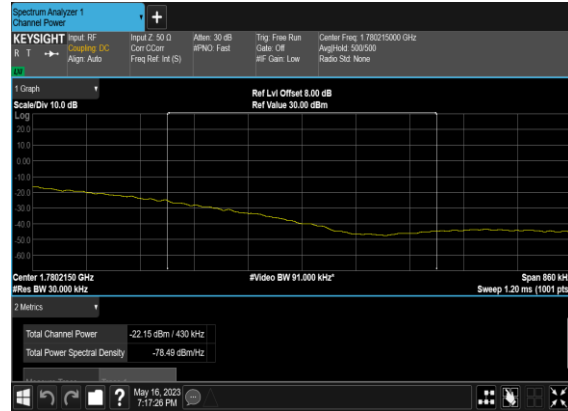 Spectrum Analyzer 1
Channel Power
KEYSIGHT Input: RF Input Z: 50 Ω Atten: 30 dB Trig: Free Run Center Freq: 1.780215000 GHz
R T Coupling: DC Corr CCorr #PNO: Fast Gate: Off Avg|Hold: 500/500
Align: Auto Freq Ref: Int (S) #IF Gain: Low Radio Std: None
LM
1 Graph Ref Lvl Offset 8.00 dB
Scale/Div 10.0 dB Ref Value 30.00 dBm
Log
20.0
10.0
0.00
-10.0
-20.0
-30.0
-40.0
-50.0
-60.0
Center 1.7802150 GHz #Video BW 91.000 kHz* Span 860 kH
#Res BW 30.000 kHz Sweep 1.20 ms (1001 pts
2 Metrics
Total Channel Power -22.15 dBm / 430 kHz
Total Power Spectral Density -78.49 dBm/Hz
? May 16, 2023
7:17:26 PM